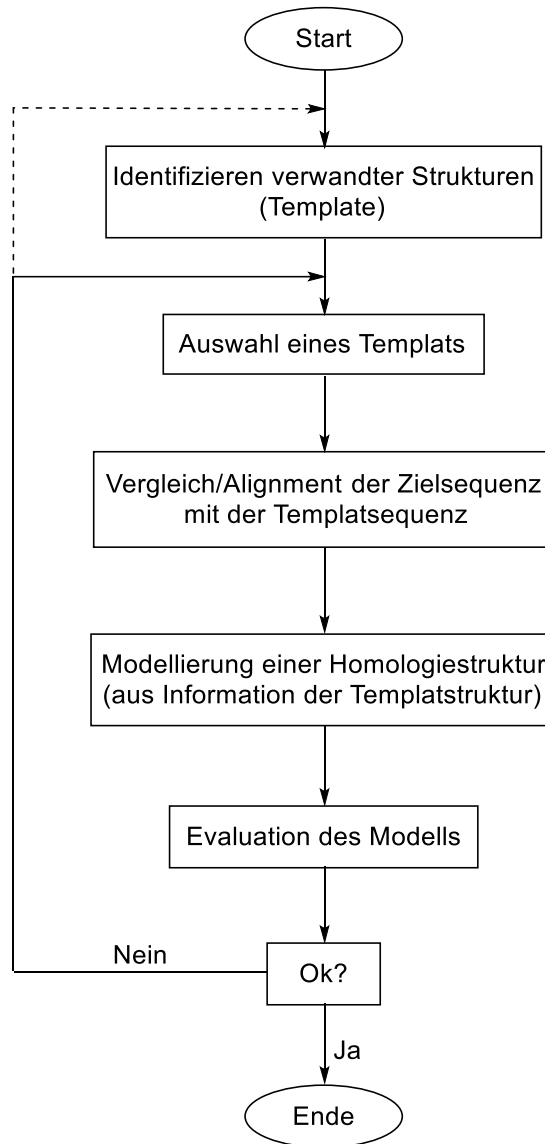 Start
Identifizieren verwandter Strukturen
(Template)
Auswahl eines Templats
Vergleich/Alignment der Zielsequenz
mit der Templatsequenz
Modellierung einer Homologiestruktur
(aus Information der Templatstruktur)
Evaluation des Modells
Nein
Ok?
Ja
Ende